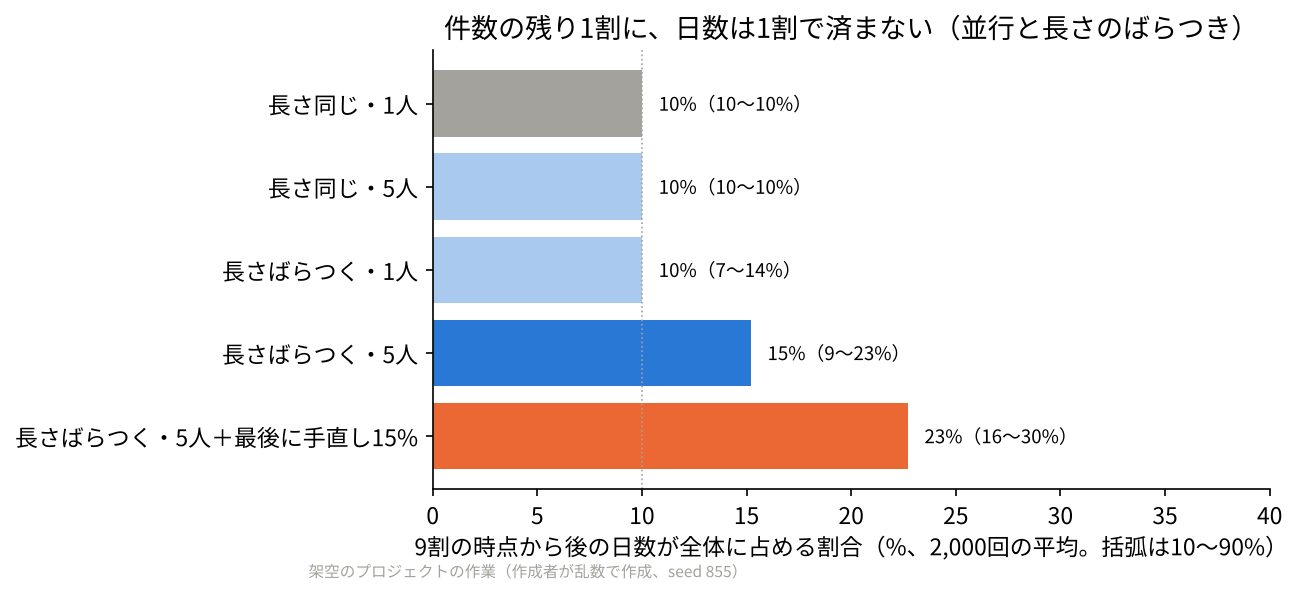 件数の残り1割に、日数は1割で済まない（並行と長さのばらつき）
長さ同じ・1人
10%（10〜10%）
長さ同じ・5人
10%（10〜10%）
長さばらつく・1人
10%（7〜14%）
長さばらつく・5人
15%（9〜23%）
長さばらつく・5人＋最後に手直し15%
23%（16〜30%）
0 5 10 15 20 25 30 35 40
9割の時点から後の日数が全体に占める割合（%、2,000回の平均。括弧は10〜90%）
架空のプロジェクトの作業（作成者が乱数で作成、seed 855）